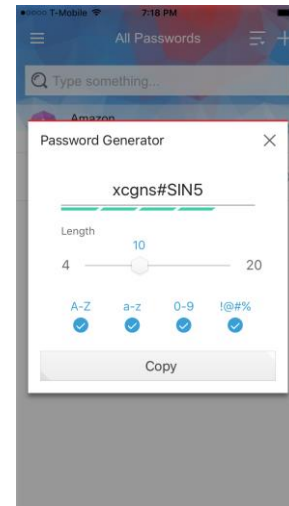 T-Mobile 7:18 PM
All Passwords
Type something...
Amazon
Password Generator
xcgns#SIN5
Length
10
4 20
A-Z a-z 0-9 !@#%
Copy